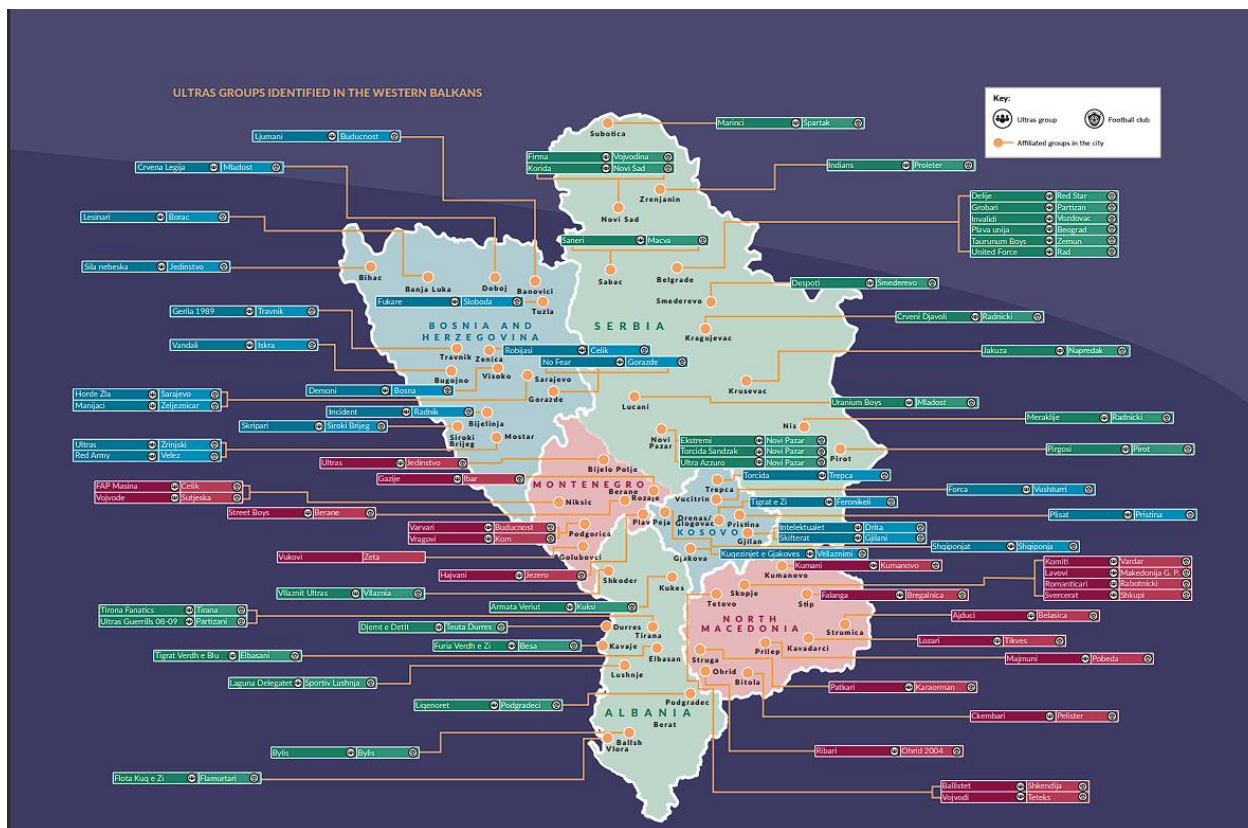 ULTRAS GROUPS IDENTIFIED IN THE WESTERN BALKANS
Key:
Ultras group
Football club
Affiliated groups in the city
Ljumani Buducnost
Crvena Legija Mladost
Lesinari Borac
Sila nebeska Jedinstvo
Fukare Sloboda
Gerila 1989 Travnik
Vandali Iskra
Robijasi Celik
No Fear Gorazde
Demoni Bosna
Horde Zla Sarajevo
Manijaci Zeljeznicar
Incident Radnik
Skripari Siroki Brijeg
Ultras Zrinjski
Red Army Velez
BOSNIA AND
HERZEGOVINA
Bihac
Banja Luka
Doboj
Banovici
Tuzla
Travnik
Zenica
Bugojno
Visoko
Sarajevo
Gorazde
Bijelinja
Siroki
Brijeg
Mostar
Marinci Spartak
Firma Vojvodina
Korida Novi Sad
Indians Proleter
Delije Red Star
Grobari Partizan
Invalidi Vozdovac
Plava unija Beograd
Taurunum Boys Zemun
United Force Rad
Saneri Macva
Despoti Smederevo
Crveni Djavoli Radnicki
Jakuza Napredak
Uranium Boys Mladost
Meraklije Radnicki
Pirgosi Pirot
Ekstremi Novi Pazar
Torcida Sandzak Novi Pazar
Ultra Azzuro Novi Pazar
SERBIA
Subotica
Zrenjanin
Novi Sad
Sabac
Belgrade
Smederevo
Kragujevac
Krusevac
Lucani
Nis
Novi
Pazar
Pirot
Ultras Jedinstvo
Gazije Ibar
FAP Masina Celik
Vojvode Sutjeska
Street Boys Berane
Varvari Buducnost
Vragovi Kom
Vukovi Zeta
Hajvani Jezero
MONTENEGRO
Bijelo Polje
Berane
Rozaje
Niksic
Podgorica
Plav
Golubovci
Torcida Trepca
Forca Vushturri
Tigrat e Zi Feronikeli
Plisat Pristina
Intelektualet Drita
Skifterat Gjilani
Shqiponjat Shqiponja
Kuqezinjet e Gjakoves Vëllaznimi
KOSOVO
Trepca
Vucitrin
Drenas/
Glogovac
Pristina
Peja
Gjilan
Gjakova
Kumani Kumanovo
Komiti Vardar
Lavovi Makedonija G. P.
Romanticari Rabotnicki
Svercerat Shkupi
Falanga Bregalnica
Ajduci Belasica
Lozari Tikves
Majmuni Pobeda
Patkari Karaorman
Ckembari Pelister
Ribari Ohrid 2004
Ballistet Shkendija
Vojvodi Teteks
NORTH
MACEDONIA
Kumanovo
Skopje
Tetovo
Stip
Strumica
Kavadarci
Prilep
Struga
Ohrid
Bitola
Vllaznit Ultras Vllaznia
Armata Veriut Kuksi
Tirona Fanatics Tirana
Ultras Guerrills 08-09 Partizani
Djemt e Detit Teuta Durres
Furia Verdh e Zi Besa
Tigrat Verdh e Blu Elbasani
Laguna Delegatet Sportiv Lushnja
Liqenoret Podgradeci
Bylis Bylis
Flota Kuq e Zi Flamurtari
ALBANIA
Shkoder
Kukes
Durres
Tirana
Kavaje
Elbasan
Lushnje
Podgradec
Berat
Ballsh
Vlora